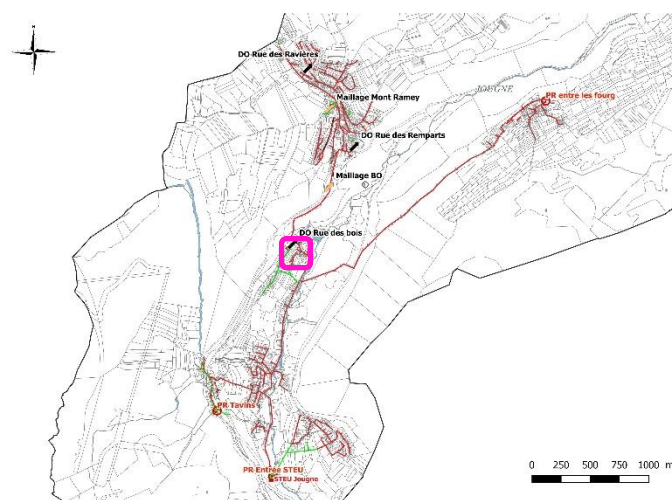 DO Rue des Ravières
JOUGNE
PR entre les fourg
Maillage Mont Ramey
DO Rue des Remparts
Maillage BO
DO Rue des bois
PR Tavins
PR Entrée STEU
STEU Jougne
0 250 500 750 1000 m